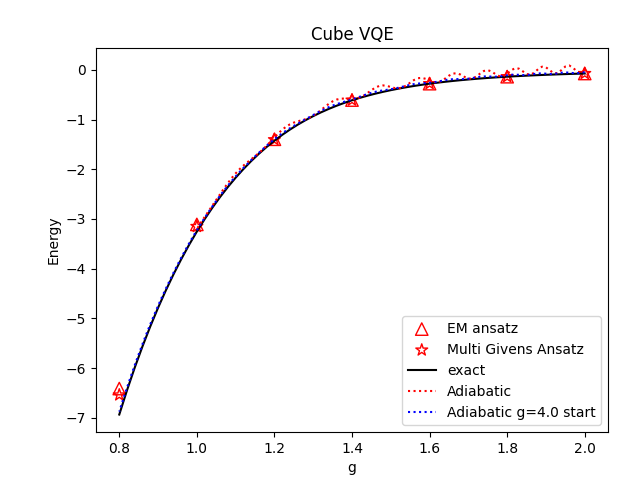 Cube VQE
Energy
0
−1
−2
−3
−4
−5
−6
−7
0.8
1.0
1.2
1.4
1.6
1.8
2.0
g
EM ansatz
Multi Givens Ansatz
exact
Adiabatic
Adiabatic g=4.0 start